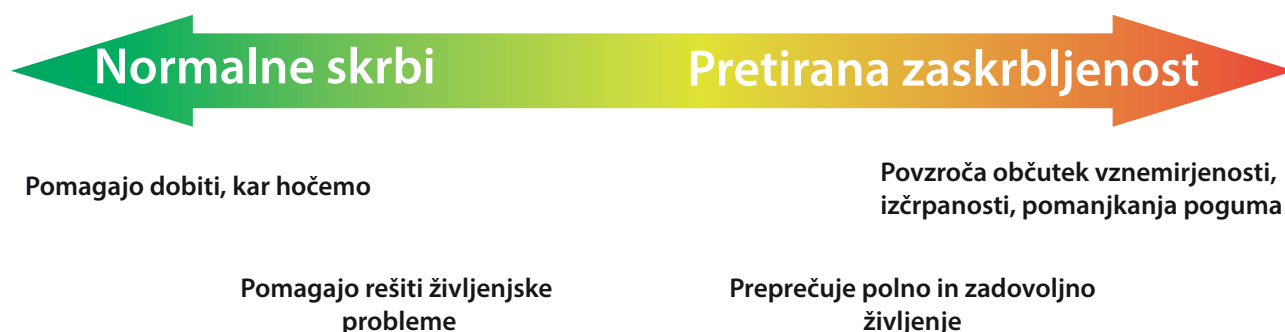 Normalne skrbi
Pretirana zaskrbljenost
Pomagajo dobiti, kar hočemo
Povzroča občutek vznemirjenosti,
izčrpanosti, pomanjkanja poguma
Pomagajo rešiti življenjske
probleme
Preprečuje polno in zadovoljno
življenje